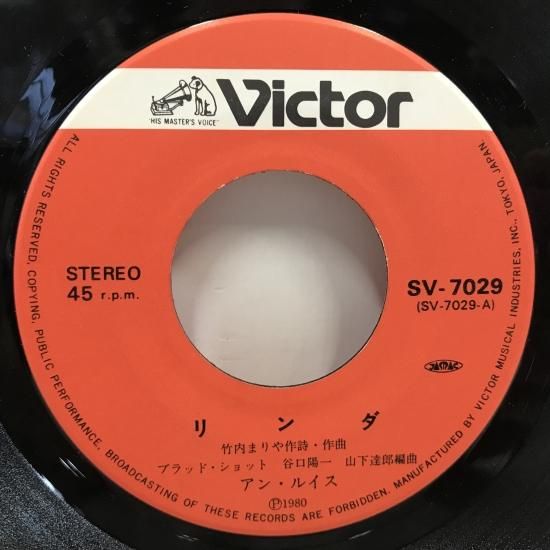 Victor
"HIS MASTER'S VOICE"
STEREO
45 r.p.m.
SV-7029
(SV-7029-A)
JASRAC
リンダ
竹内まりや作詩・作曲
ブラッド・ショット 谷口陽一 山下達郎編曲
アン・ルイス
Ⓟ1980
ALL RIGHTS RESERVED, COPYING, PUBLIC PERFORMANCE, BROADCASTING OF THESE RECORDS ARE FORBIDDEN. MANUFACTURED BY VICTOR MUSICAL INDUSTRIES, INC., TOKYO, JAPAN.